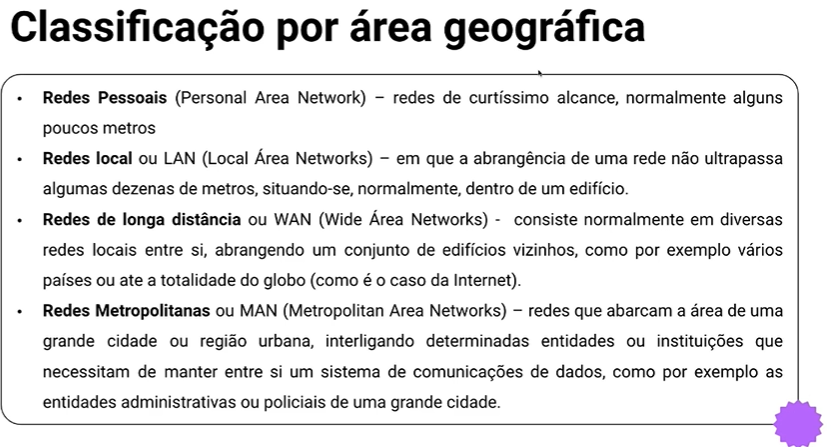 Classificação por área geográfica
• Redes Pessoais (Personal Area Network) – redes de curtíssimo alcance, normalmente alguns
poucos metros
• Redes local ou LAN (Local Área Networks) – em que a abrangência de uma rede não ultrapassa
algumas dezenas de metros, situando-se, normalmente, dentro de um edifício.
• Redes de longa distância ou WAN (Wide Área Networks) - consiste normalmente em diversas
redes locais entre si, abrangendo um conjunto de edifícios vizinhos, como por exemplo vários
países ou ate a totalidade do globo (como é o caso da Internet).
• Redes Metropolitanas ou MAN (Metropolitan Area Networks) – redes que abarcam a área de uma
grande cidade ou região urbana, interligando determinadas entidades ou instituições que
necessitam de manter entre si um sistema de comunicações de dados, como por exemplo as
entidades administrativas ou policiais de uma grande cidade.